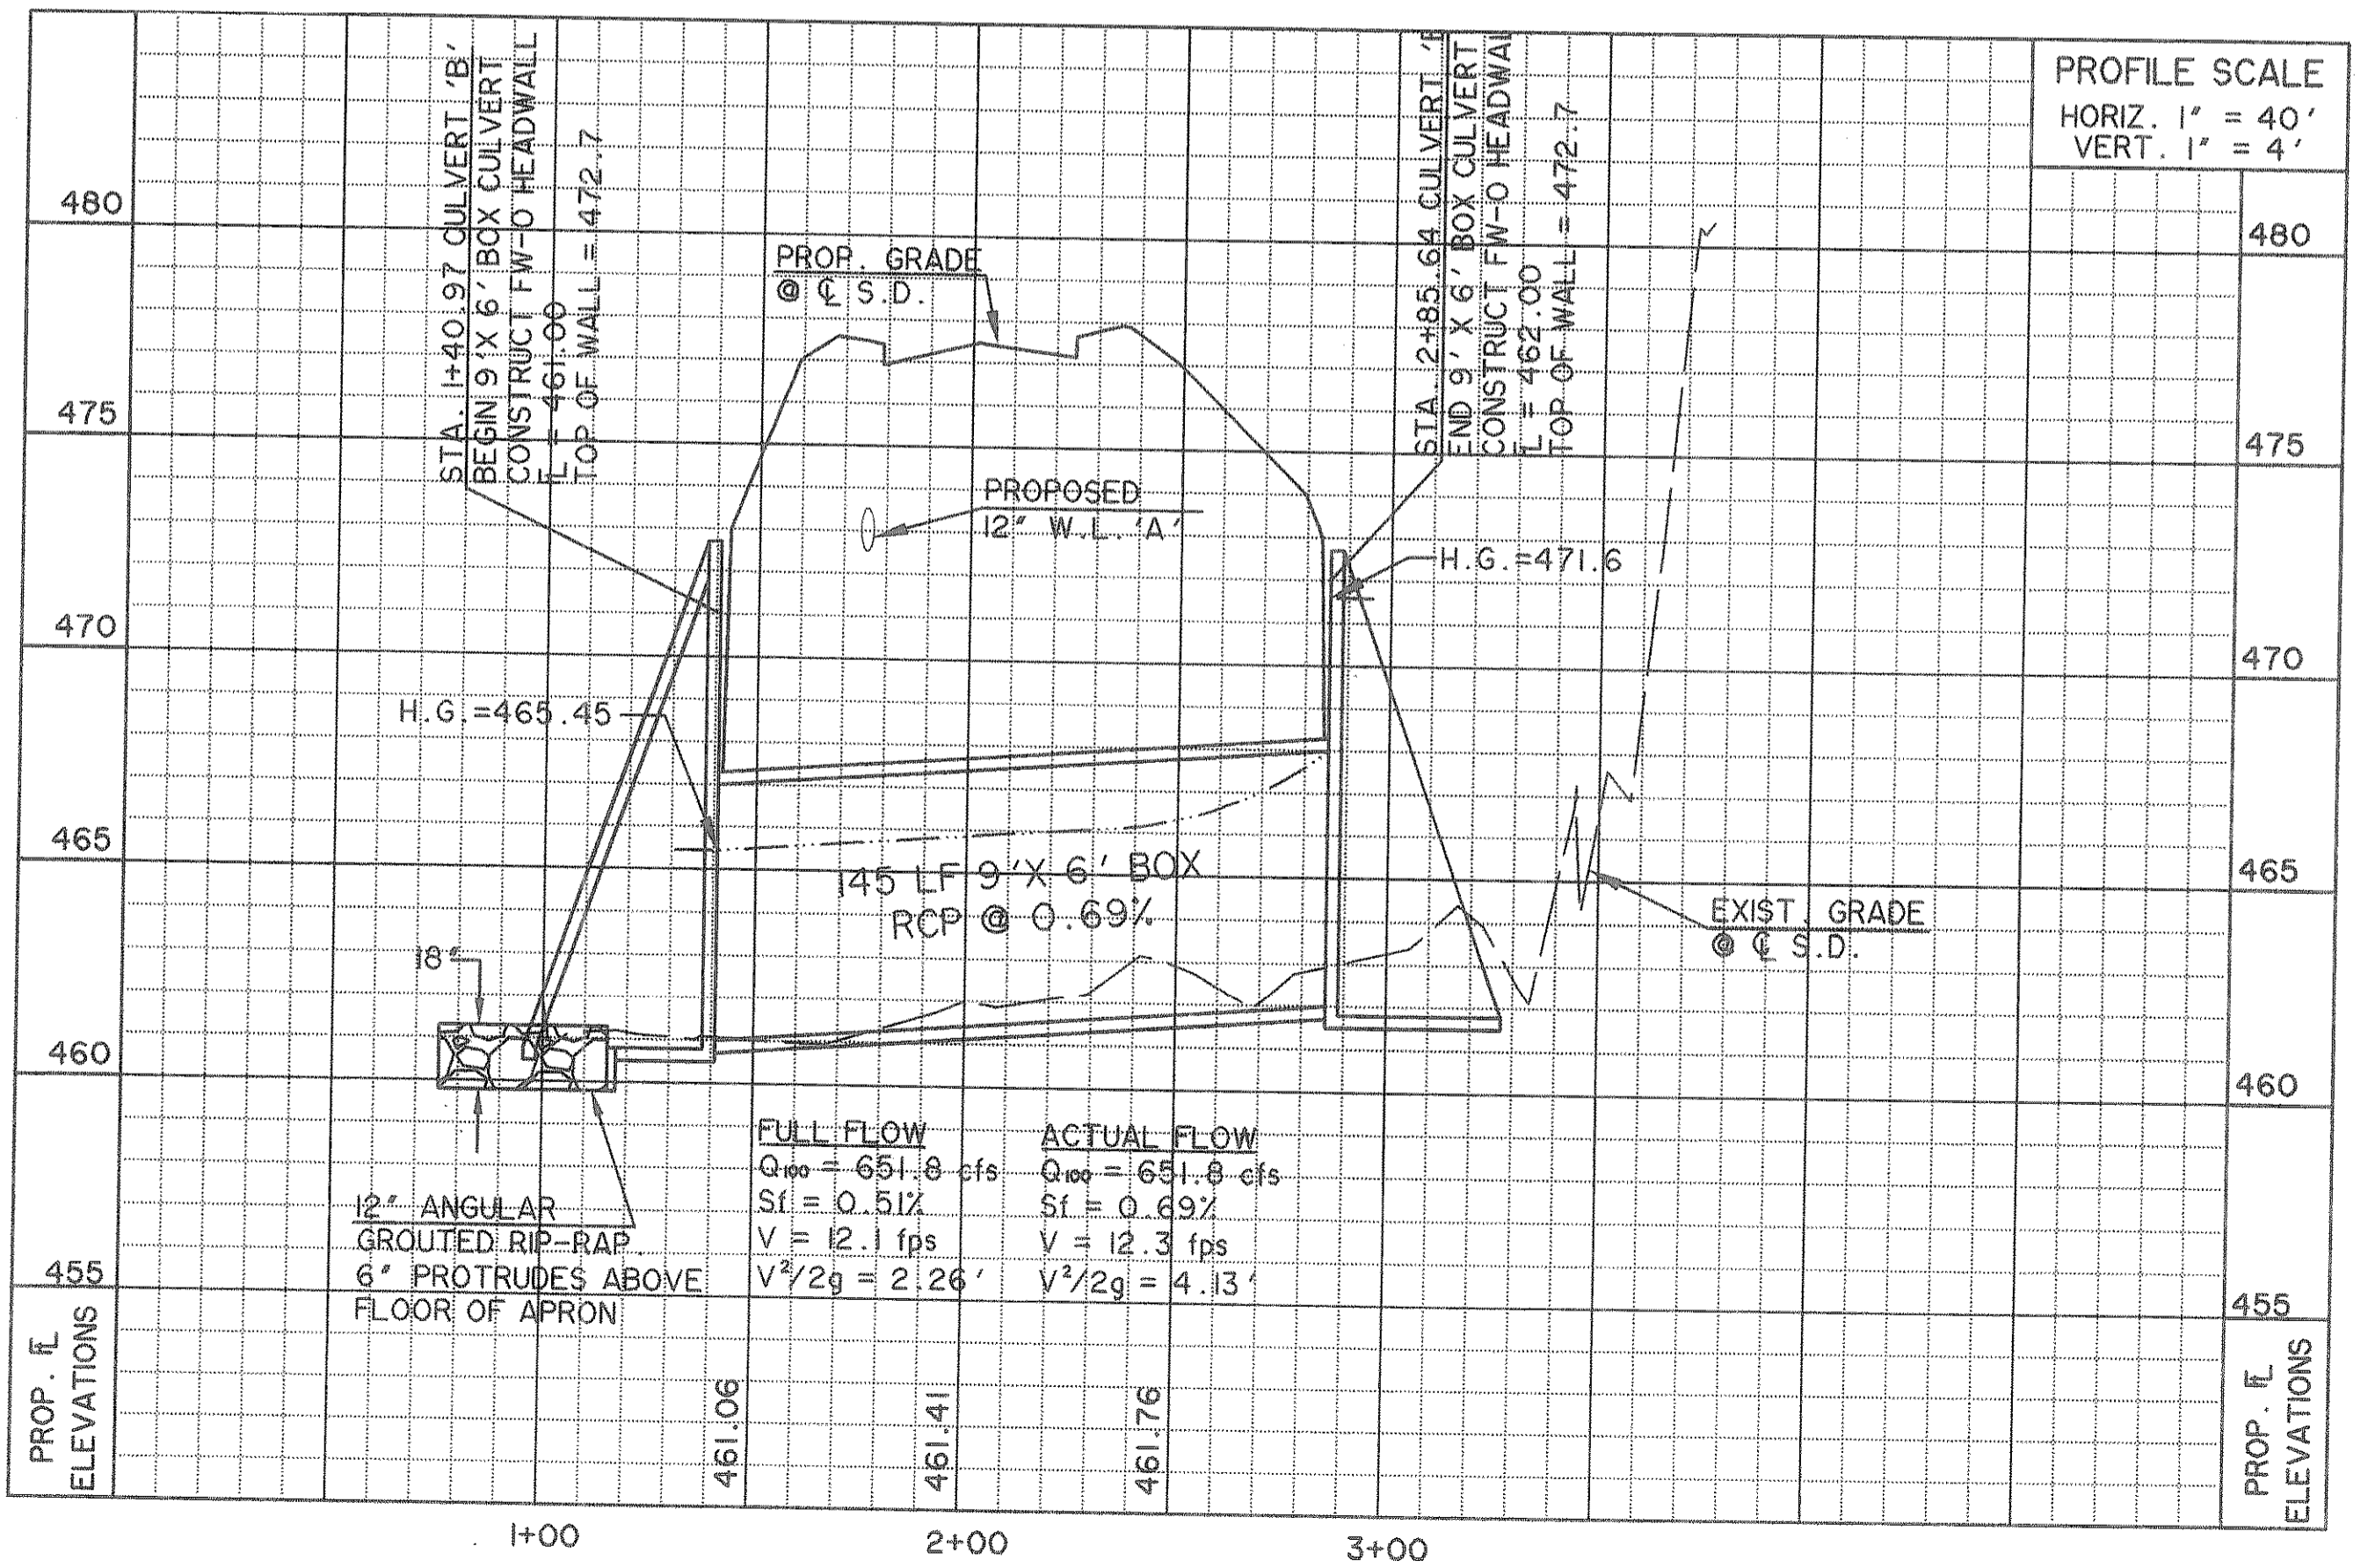 STA. 1+40.97 CULVERT 'B'
BEGIN 9'X 6' BOX CULVERT
CONSTRUCT FW-O HEADWALL
FL = 461.00
TOP OF WALL = 472.7
STA. 2+85.64 CULVERT
END 9' X 6' BOX CULVERT
CONSTRUCT FW-O HEADWAL
FL = 462.00
TOP OF WALL = 472.7
PROFILE SCALE
HORIZ. 1" = 40'
VERT. 1" = 4'
480
480
PROP. GRADE
@ ℄ S.D.
475
475
PROPOSED
12" W.L. 'A'
H.G.=471.6
470
470
H.G.=465.45
465
465
145 LF 9'X 6' BOX
RCP @ 0.69%
EXIST. GRADE
@ ℄ S.D.
18"
460
460
FULL FLOW
Q100 = 651.8 cfs
Sf = 0.51%
V = 12.1 fps
V²/2g = 2.26'
ACTUAL FLOW
Q100 = 651.8 cfs
Sf = 0.69%
V = 12.3 fps
V²/2g = 4.13'
12" ANGULAR
GROUTED RIP-RAP.
6" PROTRUDES ABOVE
FLOOR OF APRON
455
455
PROP. FL
ELEVATIONS
461.06
461.41
461.76
PROP. FL
ELEVATIONS
1+00
2+00
3+00